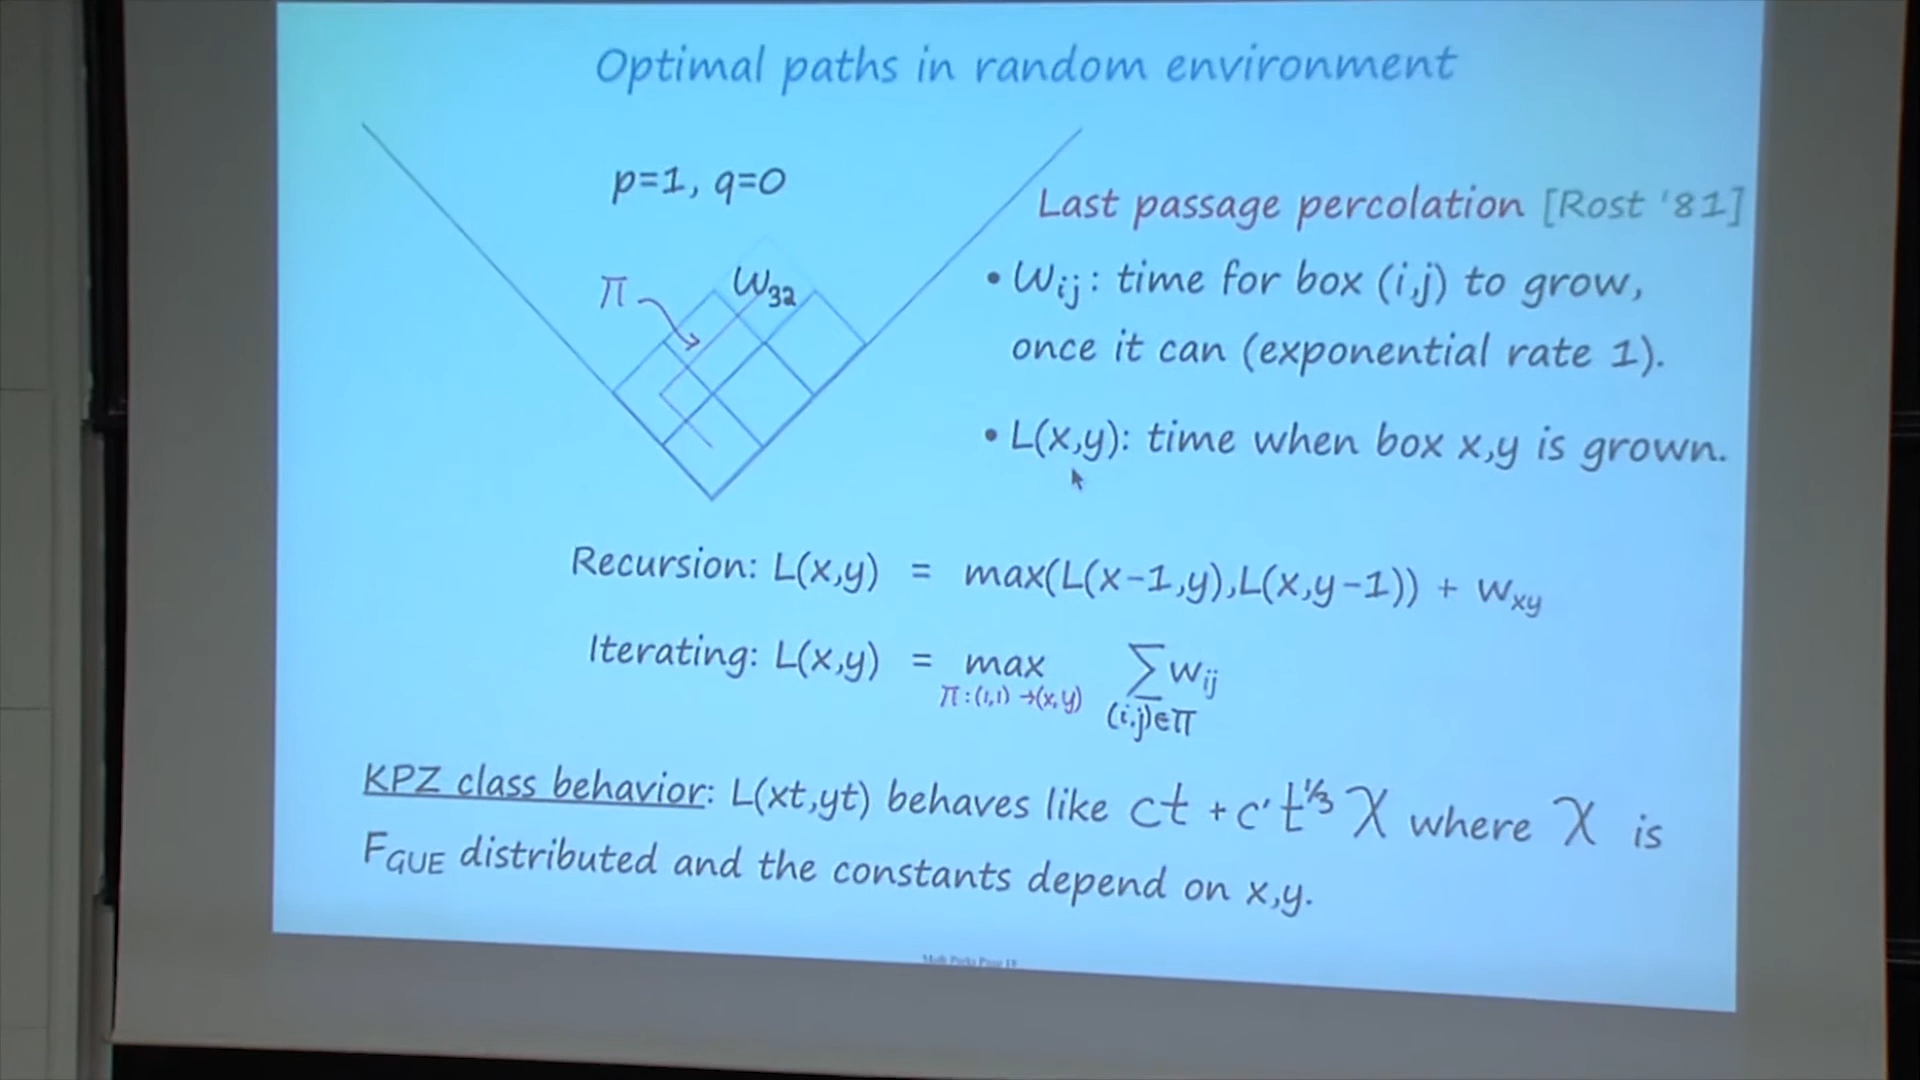 Optimal paths in random environment
p=1, q=0
π
W₃₂
Last passage percolation [Rost '81]
• Wij: time for box (i,j) to grow,
once it can (exponential rate 1).
• L(x,y): time when box x,y is grown.
Recursion: L(x,y) = max(L(x-1,y),L(x,y-1)) + wxy
Iterating: L(x,y) = max ∑wij
π:(1,1)→(x,y) (i,j)∈π
KPZ class behavior: L(xt,yt) behaves like ct + c' t^1/3 χ where χ is
FGUE distributed and the constants depend on x,y.